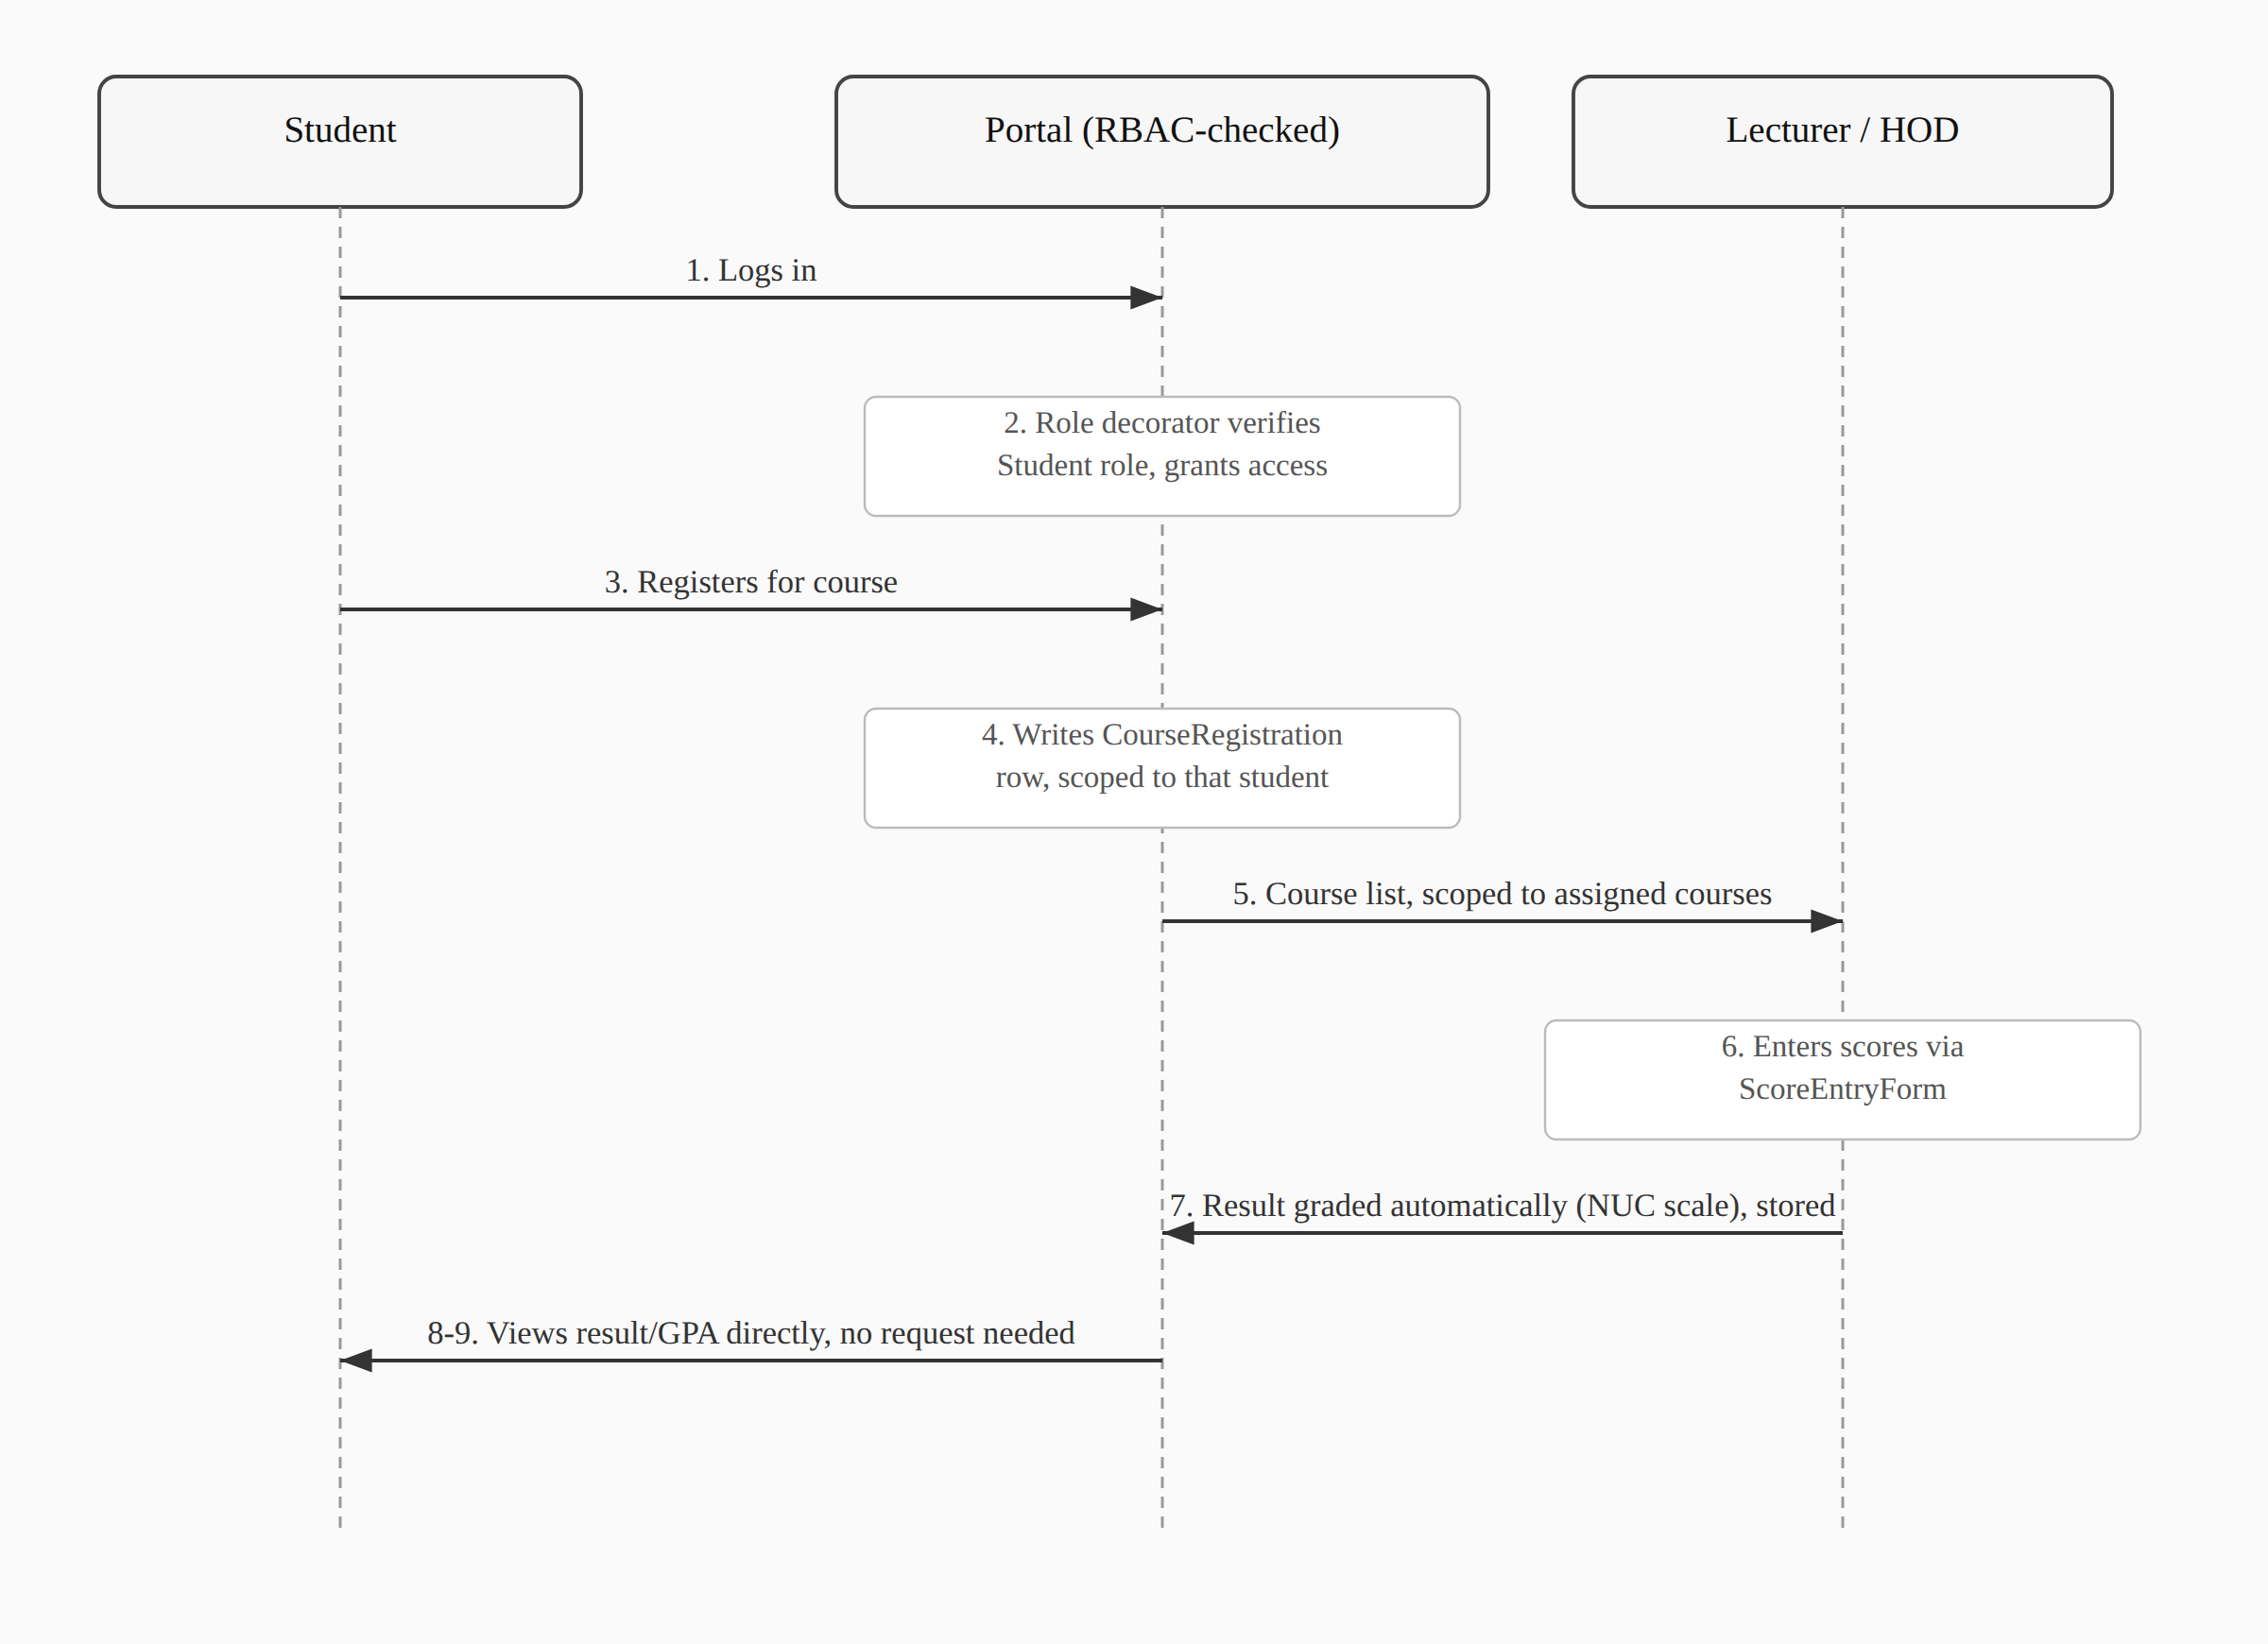 Student
Portal (RBAC-checked)
Lecturer / HOD
1. Logs in
2. Role decorator verifies
Student role, grants access
3. Registers for course
4. Writes CourseRegistration
row, scoped to that student
5. Course list, scoped to assigned courses
6. Enters scores via
ScoreEntryForm
7. Result graded automatically (NUC scale), stored
8-9. Views result/GPA directly, no request needed